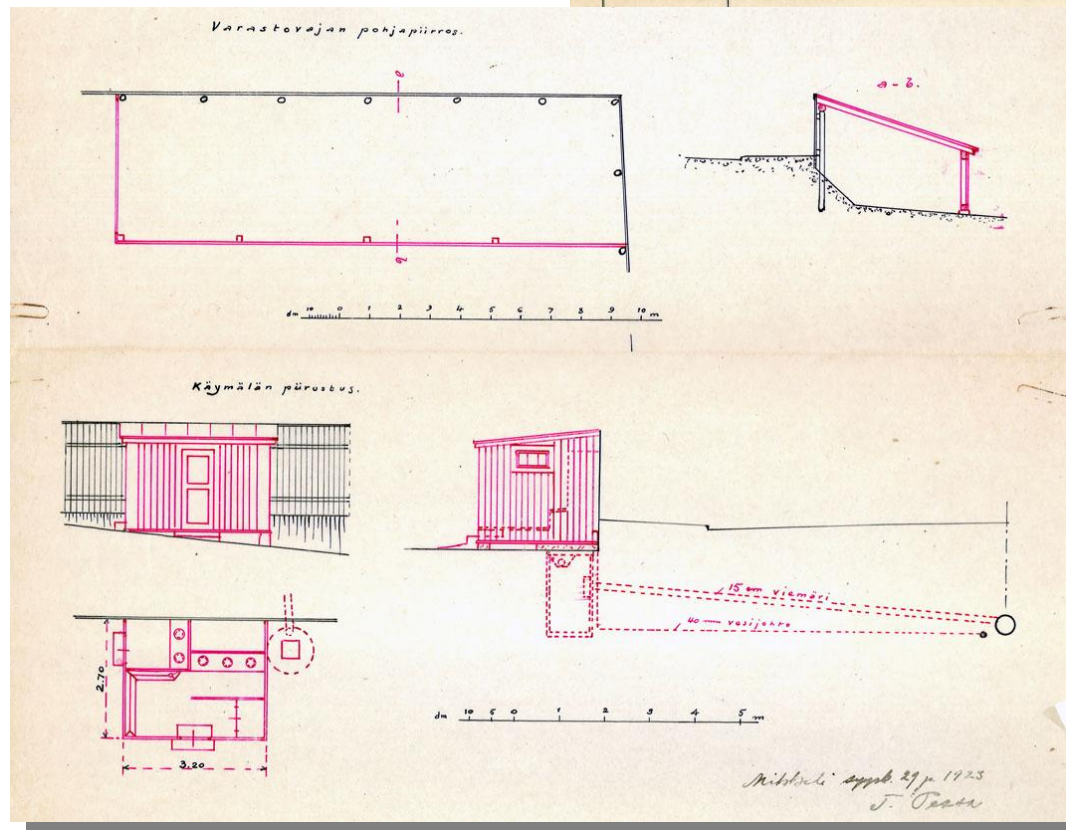 Varastovajan pohjapiirros.
a
a-b.
b
dm 10 0 1 2 3 4 5 6 7 8 9 10 m
Käymälän piirustus.
15 cm viemäri
40 — vesijohto
2.70
dm 10 5 0 1 2 3 4 5 m
3.20
Mikkeli syysk. 29 p. 1923